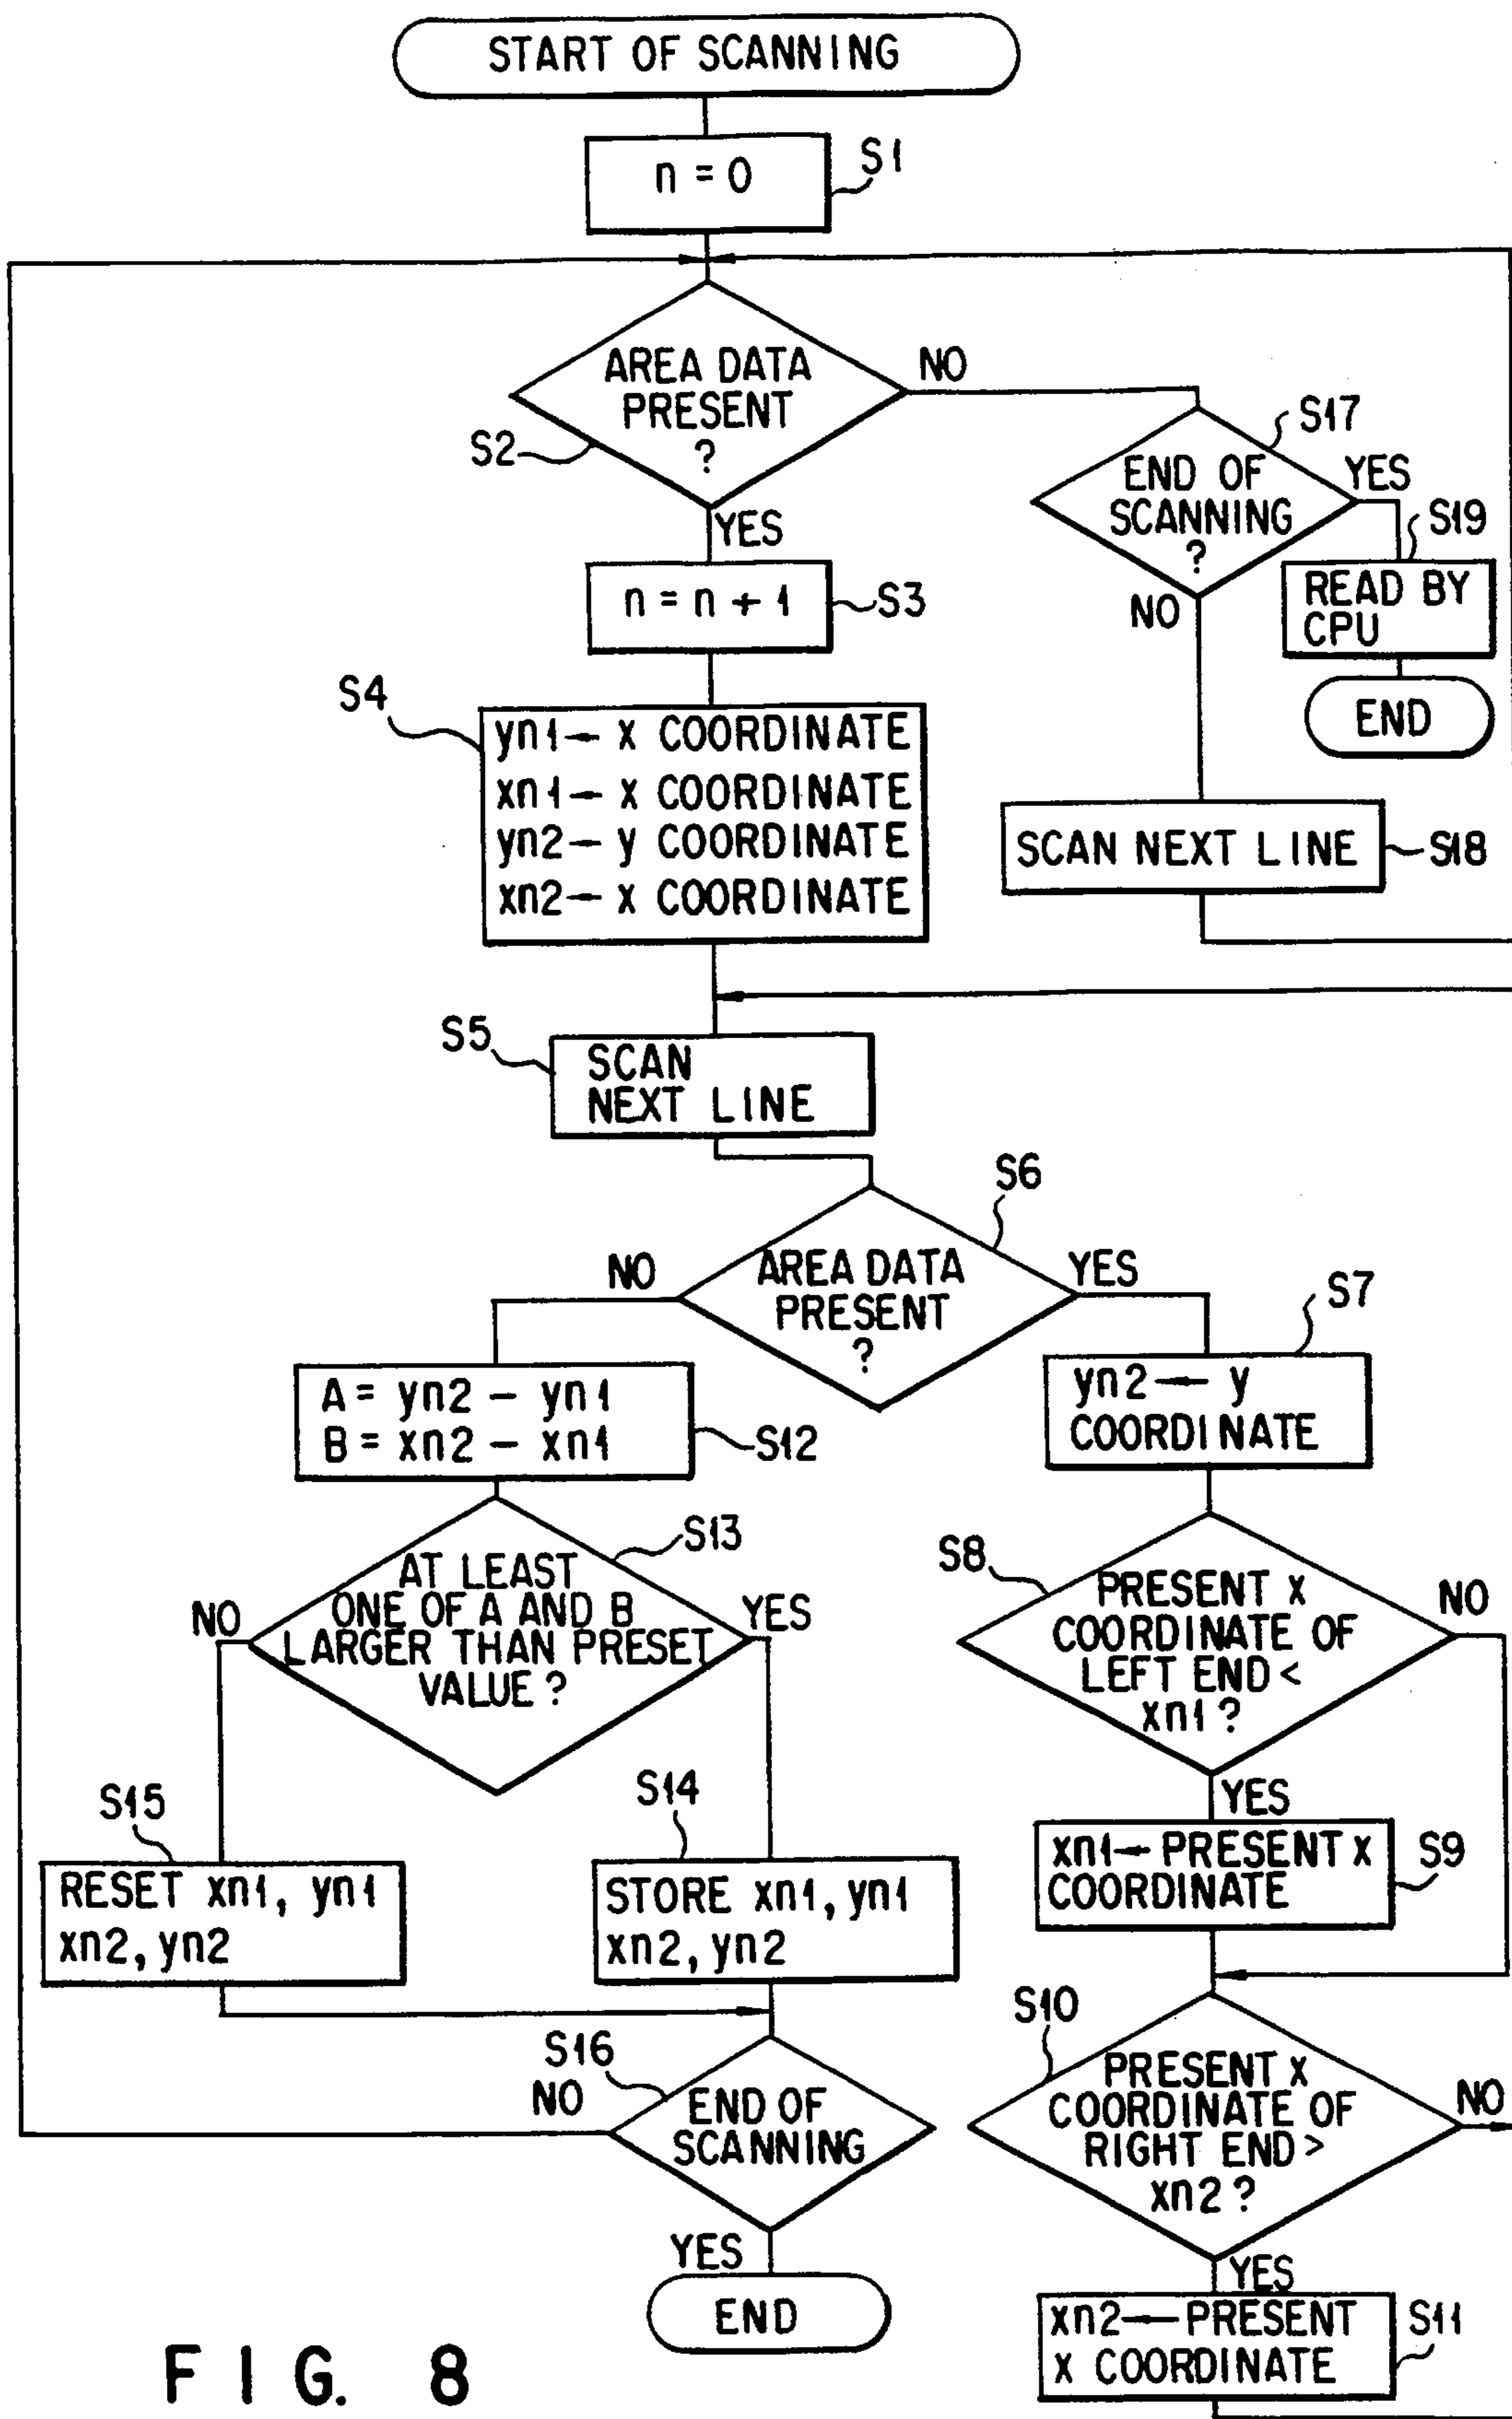 START OF SCANNING
n = 0
S1
AREA DATA
PRESENT
?
S2
NO
YES
S17
END OF
SCANNING
?
YES
NO
S19
READ BY
CPU
END
n = n + 1
S3
S4
yn1 ← x COORDINATE
xn1 ← x COORDINATE
yn2 ← y COORDINATE
xn2 ← x COORDINATE
SCAN NEXT LINE
S18
S5
SCAN
NEXT LINE
S6
NO
AREA DATA
PRESENT
?
YES
S7
yn2 ← y
COORDINATE
A = yn2 − yn1
B = xn2 − xn1
S12
S13
AT LEAST
ONE OF A AND B
LARGER THAN PRESET
VALUE ?
NO
YES
S8
PRESENT x
COORDINATE OF
LEFT END <
xn1 ?
NO
YES
S15
RESET xn1, yn1
xn2, yn2
S14
STORE xn1, yn1
xn2, yn2
xn1 ← PRESENT x
COORDINATE
S9
S16
NO
END OF
SCANNING
YES
END
S10
PRESENT x
COORDINATE OF
RIGHT END >
xn2 ?
NO
YES
xn2 ← PRESENT
x COORDINATE
S11
FIG. 8